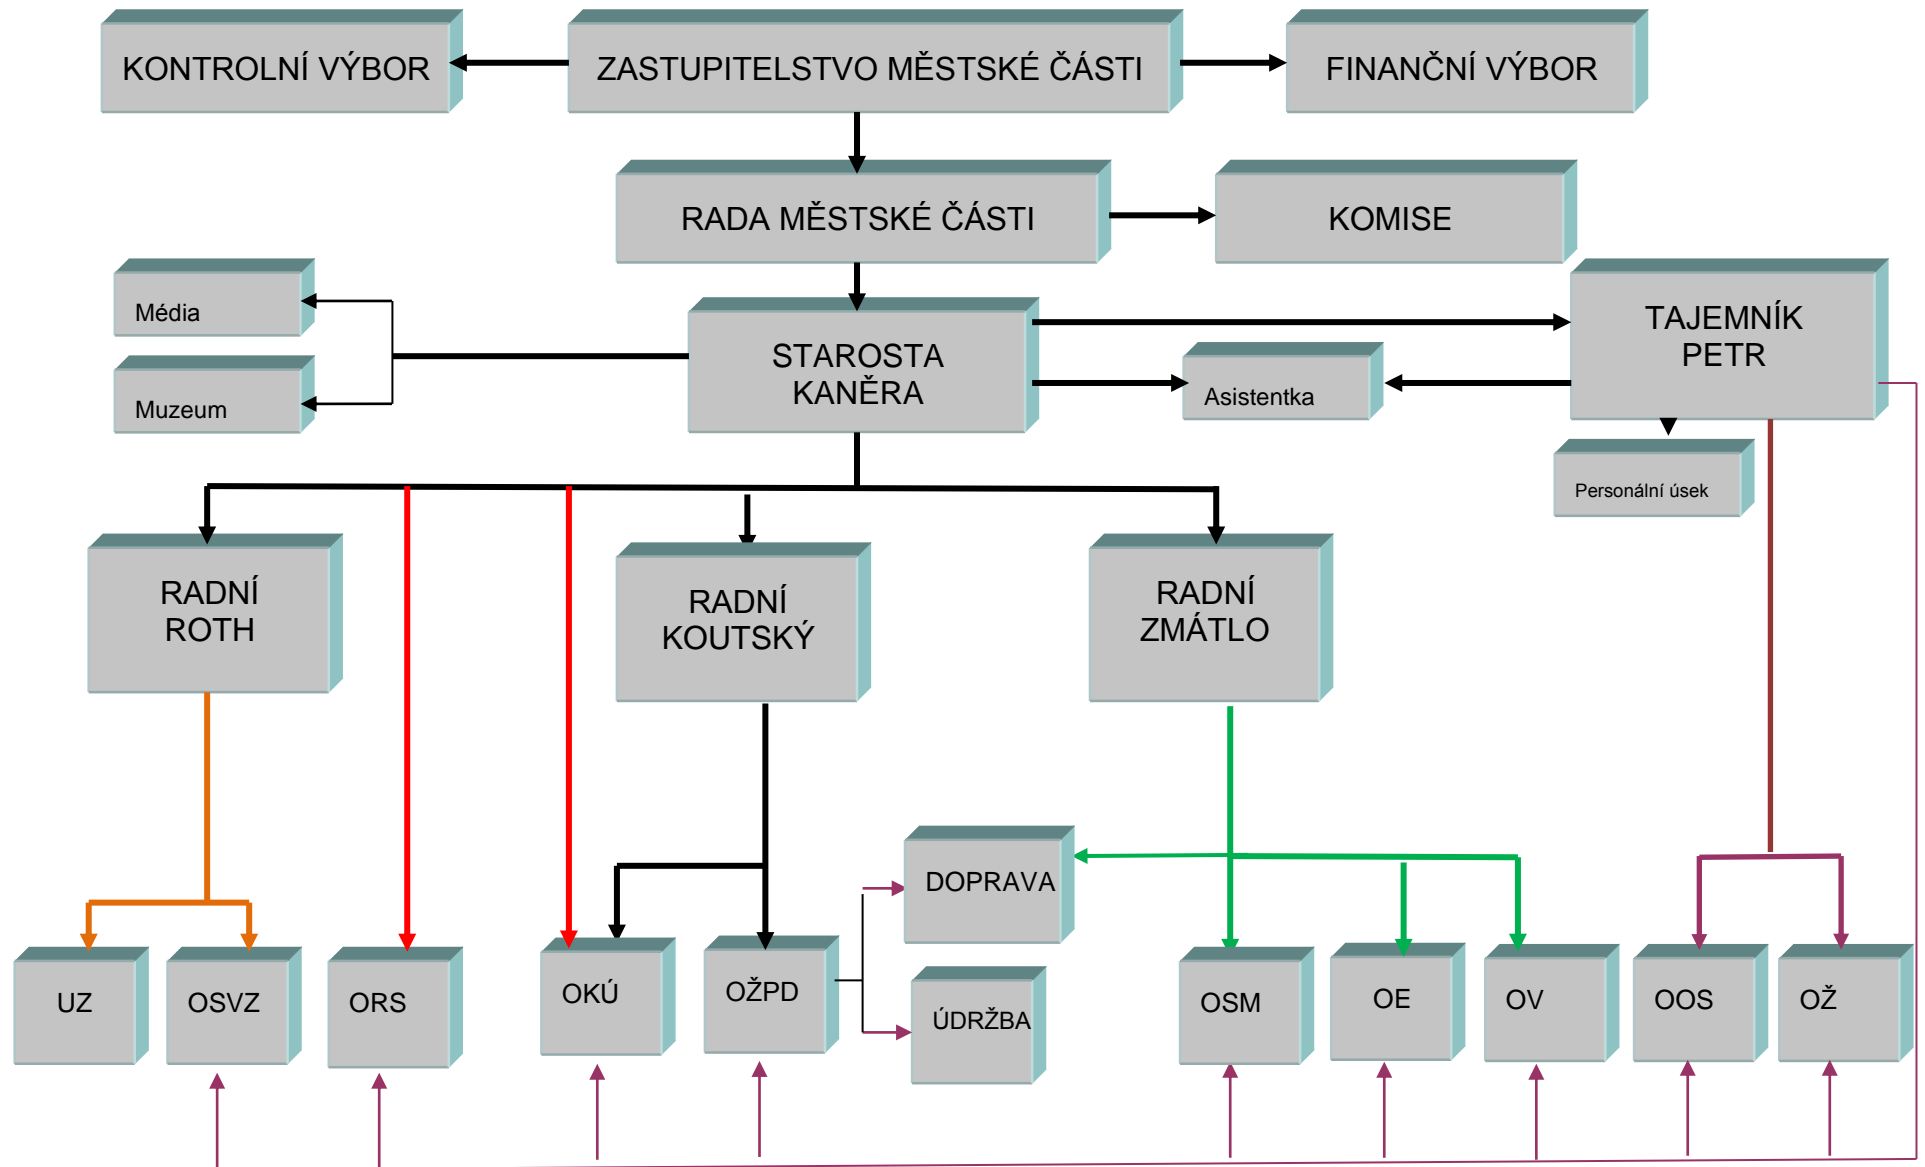 KONTROLNÍ VÝBOR
ZASTUPITELSTVO MĚSTSKÉ ČÁSTI
FINANČNÍ VÝBOR
RADA MĚSTSKÉ ČÁSTI
KOMISE
Média
Muzeum
STAROSTA
KANĚRA
Asistentka
TAJEMNÍK
PETR
Personální úsek
RADNÍ
ROTH
RADNÍ
KOUTSKÝ
RADNÍ
ZMÁTLO
DOPRAVA
ÚDRŽBA
UZ
OSVZ
ORS
OKÚ
OŽPD
OSM
OE
OV
OOS
OŽ